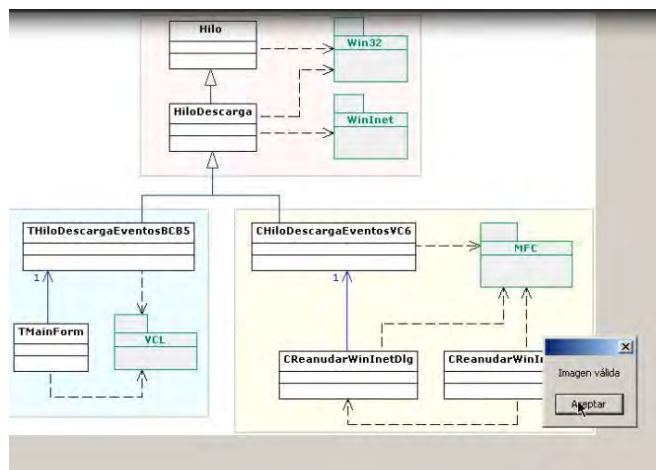 Hilo
Win32
HiloDescarga
WinInet
THiloDescargaEventosBCB5
CHiloDescargaEventosVC6
MFC
1
1
TMainForm
VCL
CReanudarWinInetDlg
Imagen válida
Aceptar